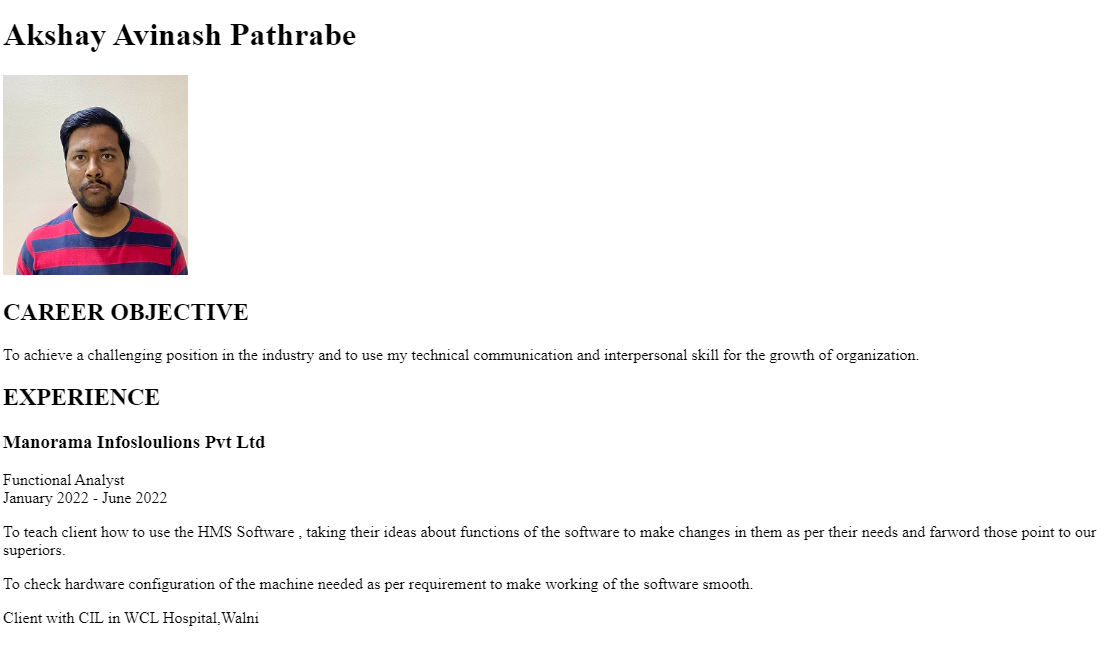 Akshay Avinash Pathrabe
CAREER OBJECTIVE
To achieve a challenging position in the industry and to use my technical communication and interpersonal skill for the growth of organization.
EXPERIENCE
Manorama Infosloulions Pvt Ltd
Functional Analyst
January 2022 - June 2022
To teach client how to use the HMS Software , taking their ideas about functions of the software to make changes in them as per their needs and farword those point to our
superiors.
To check hardware configuration of the machine needed as per requirement to make working of the software smooth.
Client with CIL in WCL Hospital,Walni